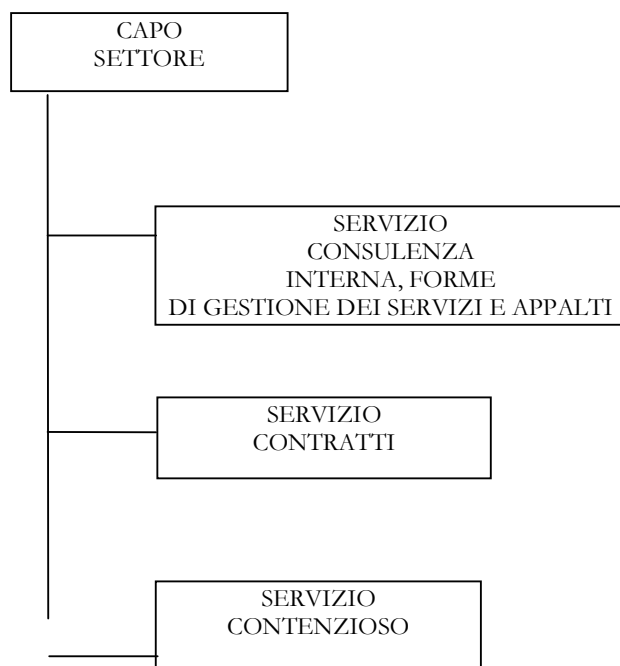 CAPO
SETTORE
SERVIZIO
CONSULENZA
INTERNA, FORME
DI GESTIONE DEI SERVIZI E APPALTI
SERVIZIO
CONTRATTI
SERVIZIO
CONTENZIOSO